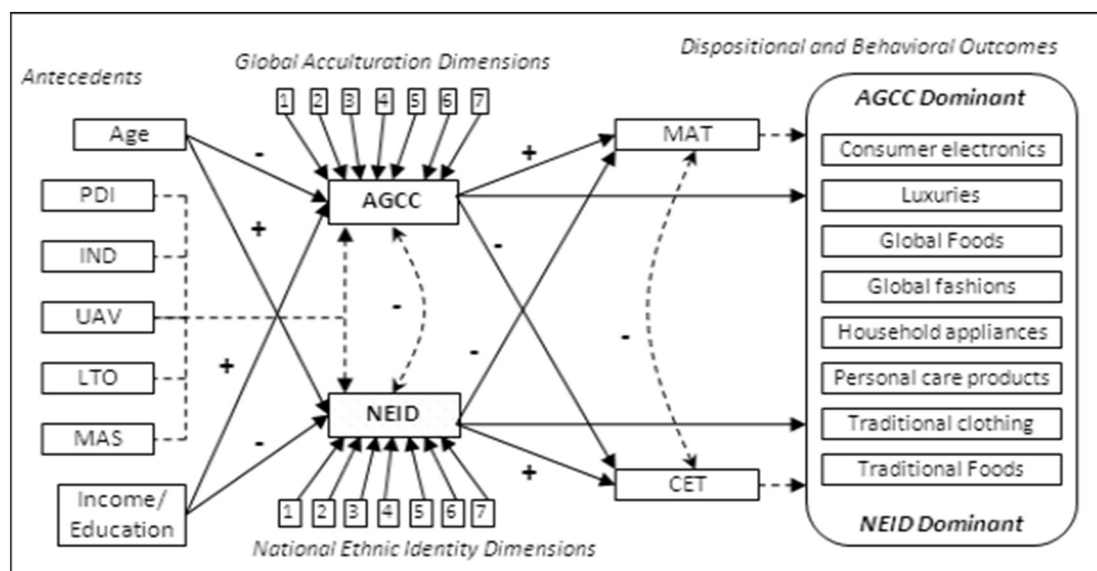 Antecedents
Age
PDI
IND
UAV
LTO
MAS
Income/
Education
Global Acculturation Dimensions
1 2 3 4 5 6 7
AGCC
NEID
1 2 3 4 5 6 7
National Ethnic Identity Dimensions
-
+
+
-
-
+
-
-
+
-
MAT
CET
Dispositional and Behavioral Outcomes
AGCC Dominant
Consumer electronics
Luxuries
Global Foods
Global fashions
Household appliances
Personal care products
Traditional clothing
Traditional Foods
NEID Dominant